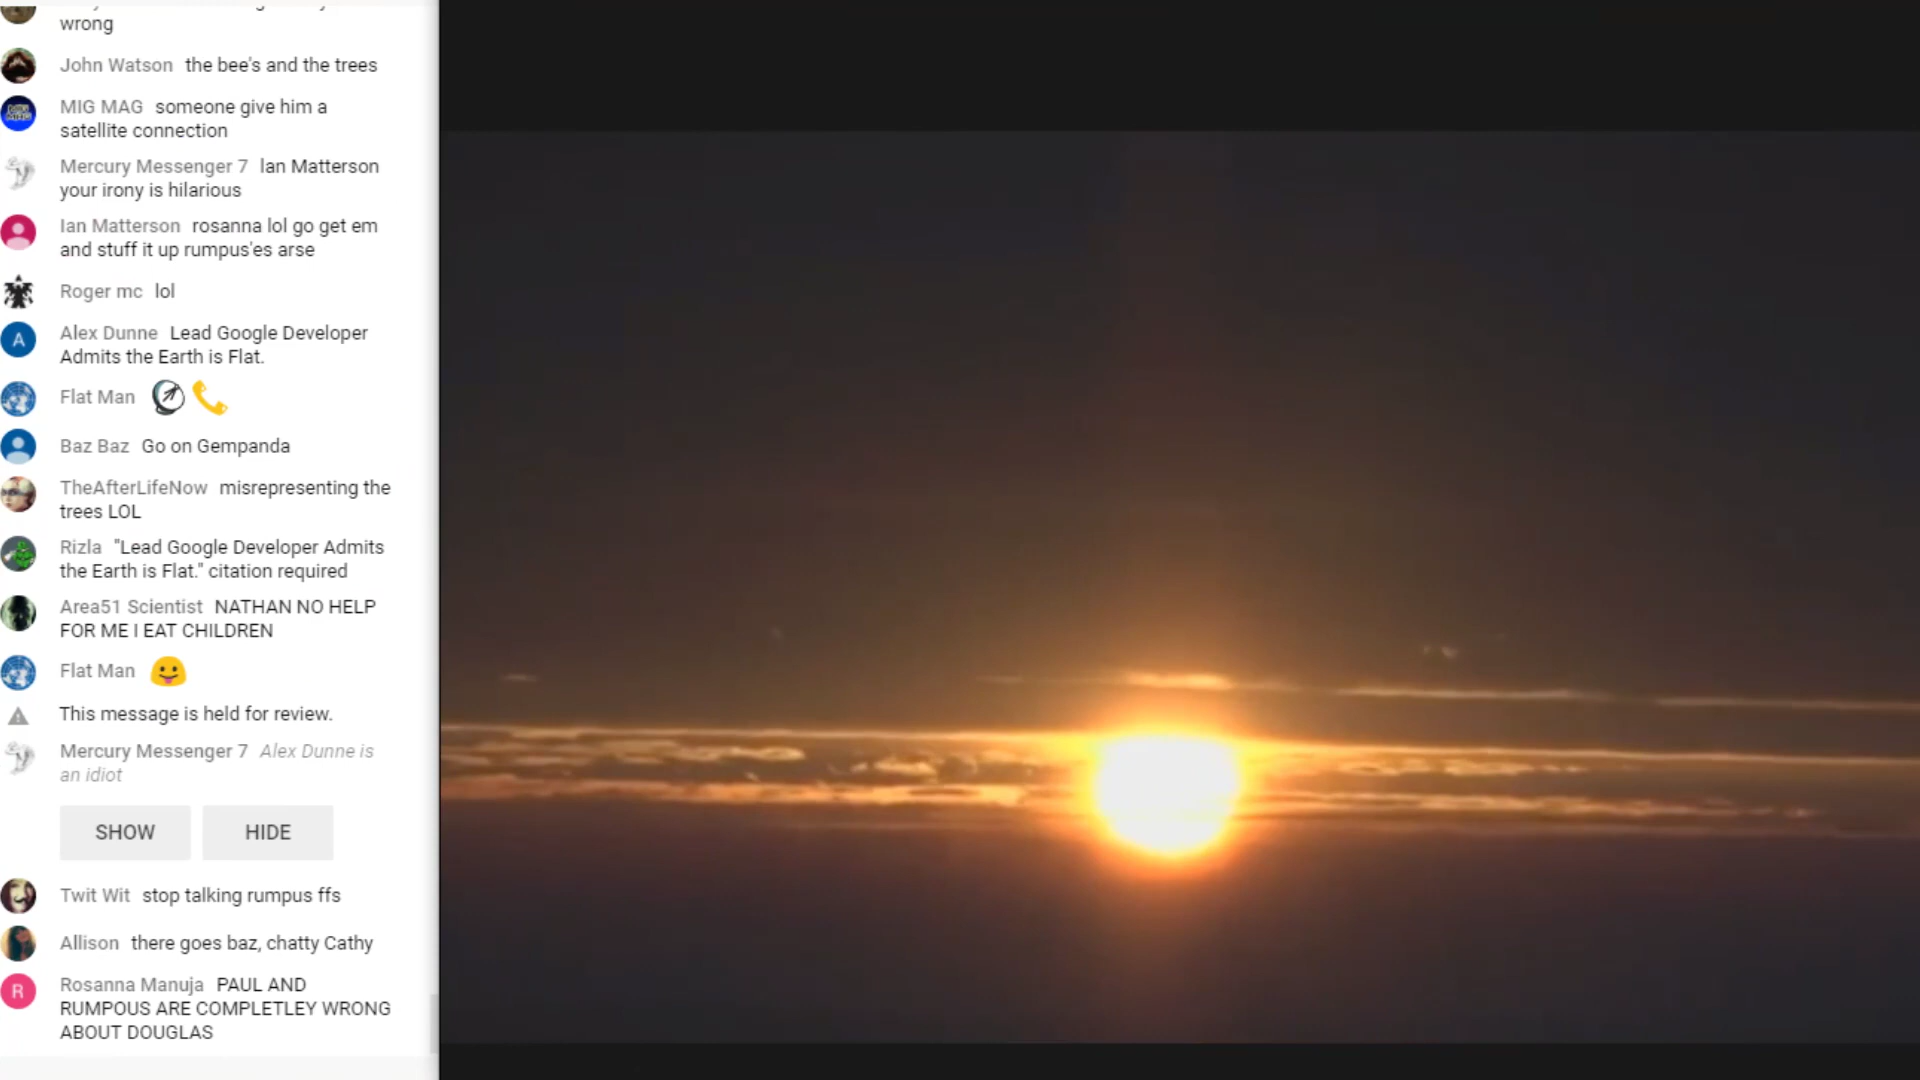 wrong
John Watson the bee's and the trees
MIG MAG someone give him a
satellite connection
Mercury Messenger 7 Ian Matterson
your irony is hilarious
Ian Matterson rosanna lol go get em
and stuff it up rumpus'es arse
Roger mc lol
Alex Dunne Lead Google Developer
Admits the Earth is Flat.
A
Flat Man
Baz Baz Go on Gempanda
TheAfterLifeNow misrepresenting the
trees LOL
Rizla "Lead Google Developer Admits
the Earth is Flat." citation required
Area51 Scientist NATHAN NO HELP
FOR ME I EAT CHILDREN
Flat Man
This message is held for review.
Mercury Messenger 7 Alex Dunne is
an idiot
SHOW HIDE
Twit Wit stop talking rumpus ffs
Allison there goes baz, chatty Cathy
Rosanna Manuja PAUL AND
R
RUMPOUS ARE COMPLETLEY WRONG
ABOUT DOUGLAS